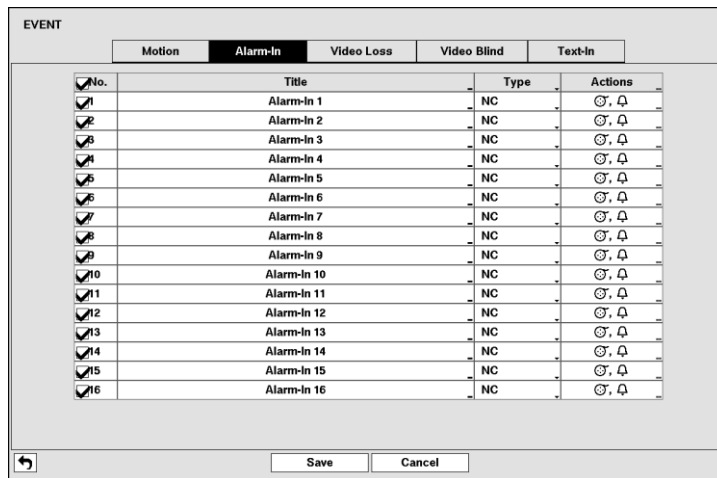 EVENT
Motion Alarm-In Video Loss Video Blind Text-In
No. Title Type Actions
1 Alarm-In 1 NC ,
2 Alarm-In 2 NC ,
3 Alarm-In 3 NC ,
4 Alarm-In 4 NC ,
5 Alarm-In 5 NC ,
6 Alarm-In 6 NC ,
7 Alarm-In 7 NC ,
8 Alarm-In 8 NC ,
9 Alarm-In 9 NC ,
10 Alarm-In 10 NC ,
11 Alarm-In 11 NC ,
12 Alarm-In 12 NC ,
13 Alarm-In 13 NC ,
14 Alarm-In 14 NC ,
15 Alarm-In 15 NC ,
16 Alarm-In 16 NC ,
Save Cancel